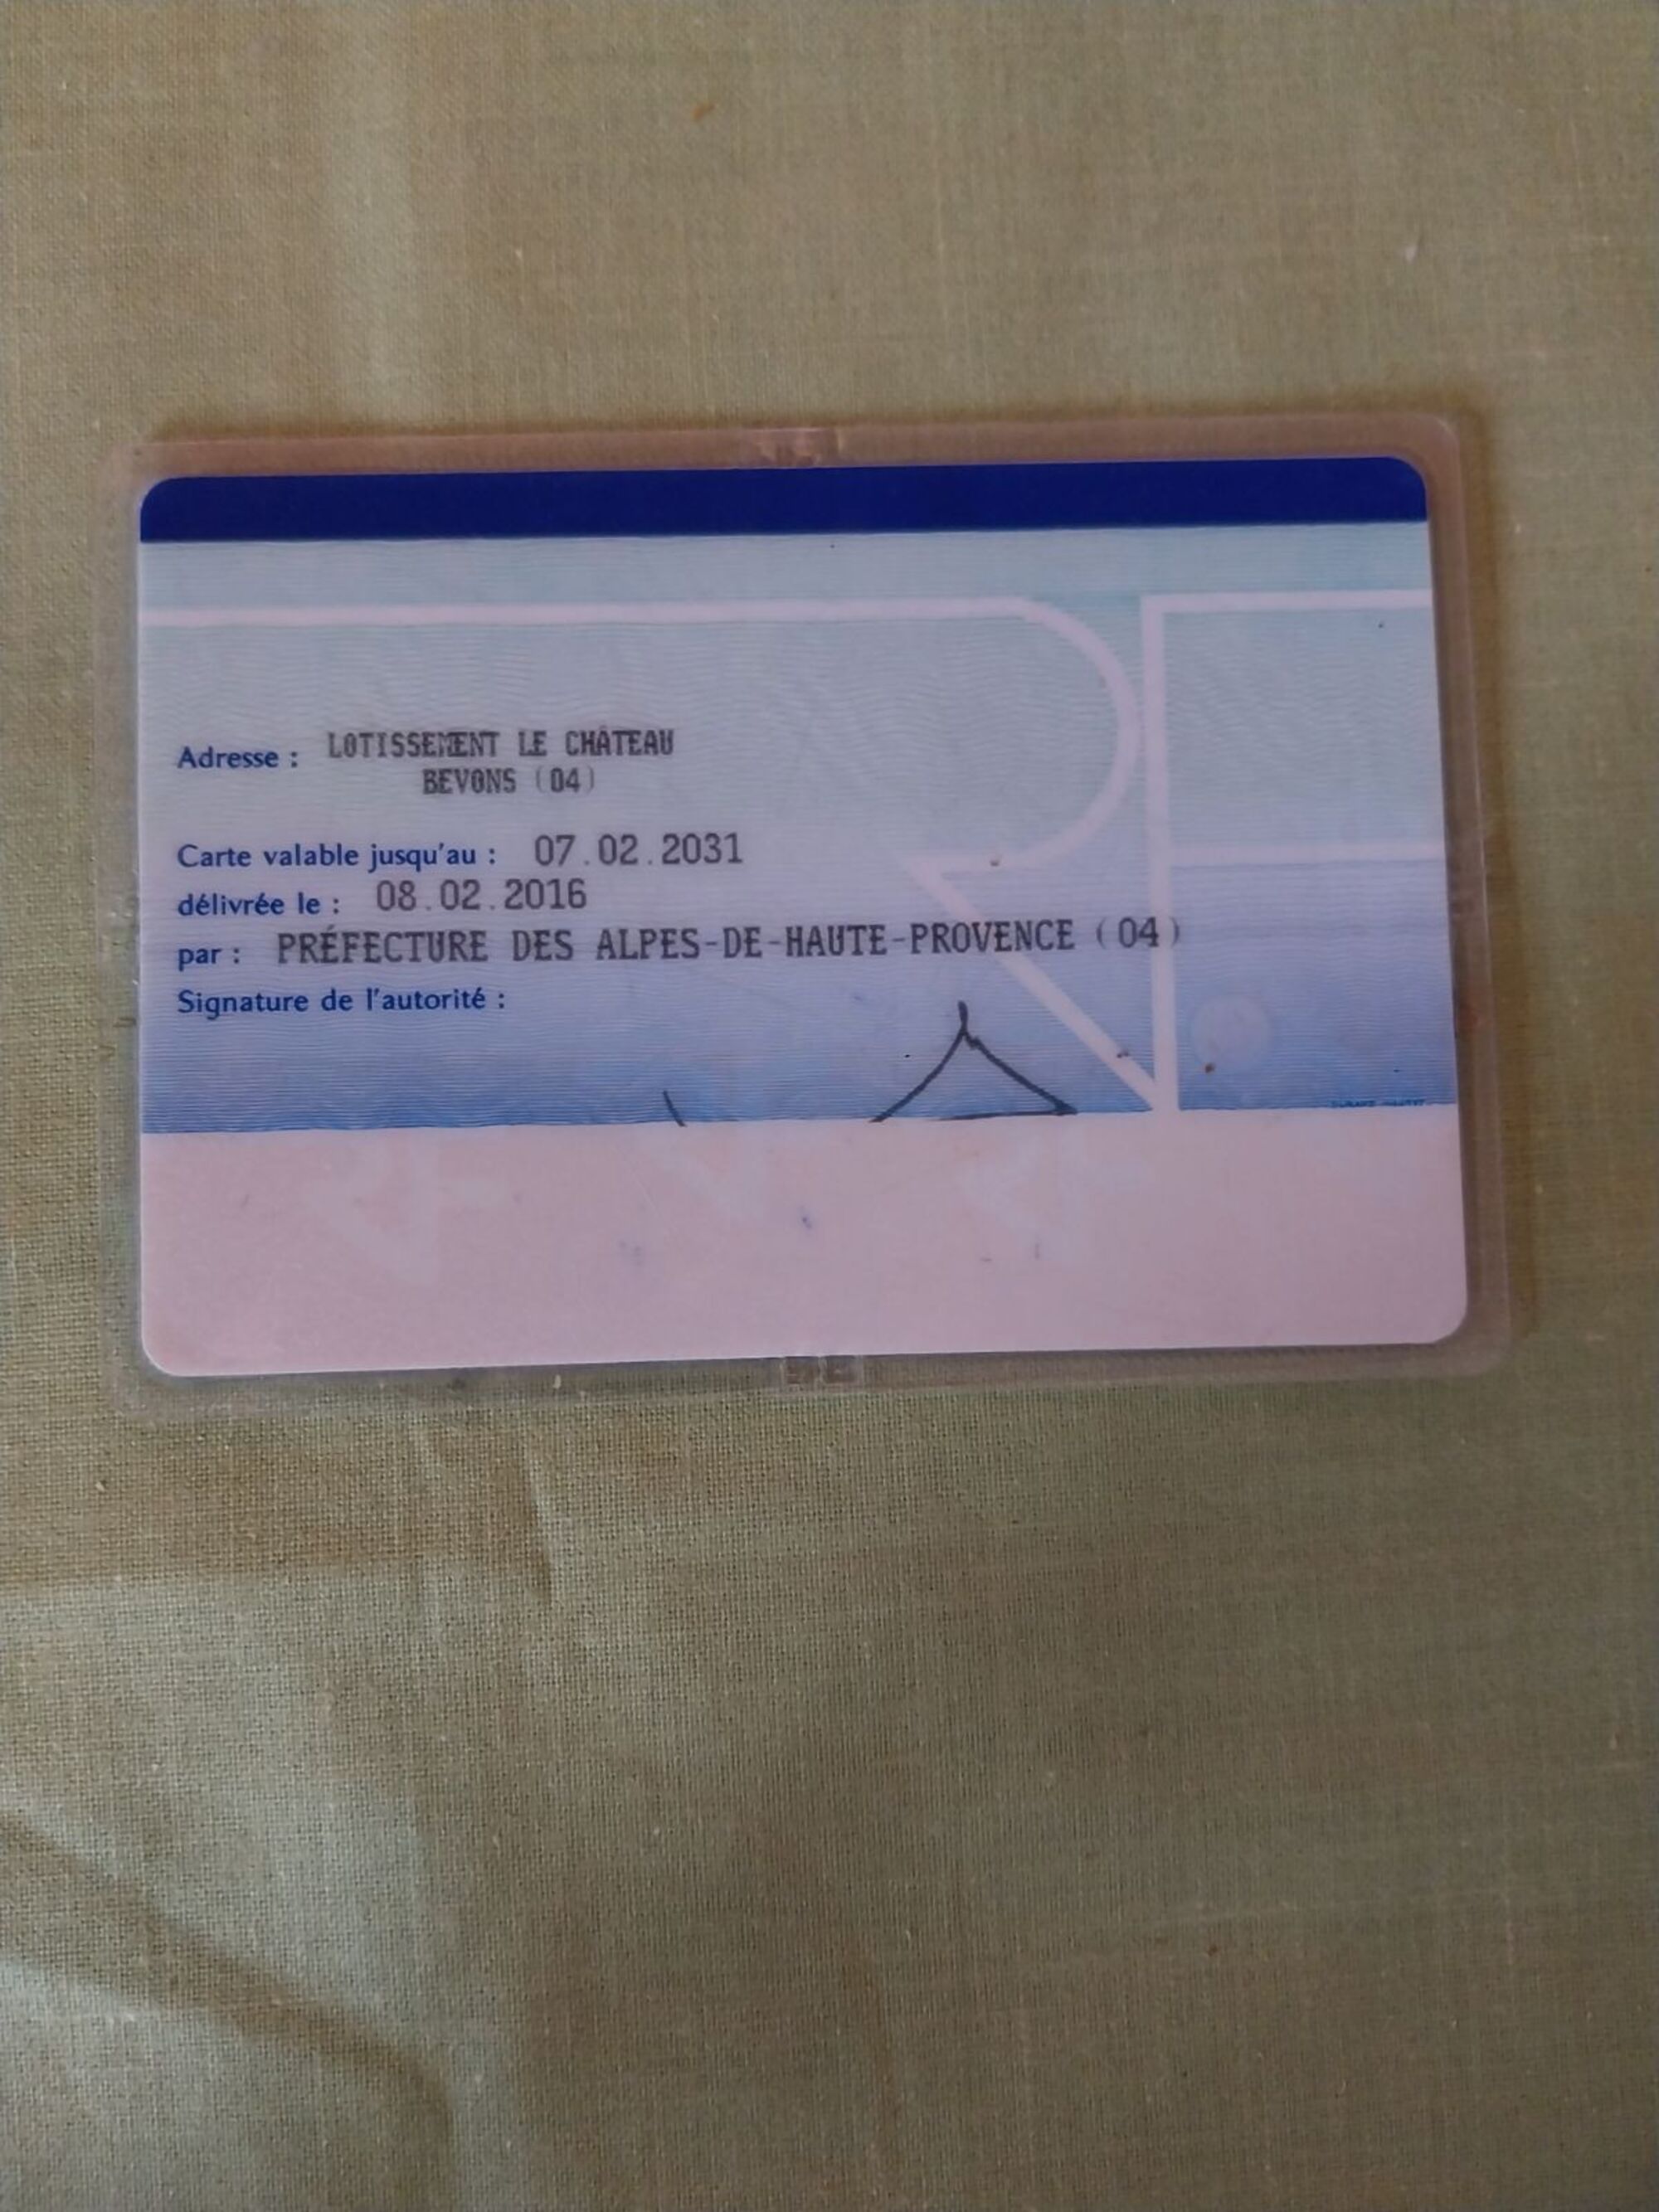 Adresse : LOTISSEMENT LE CHÂTEAU
BEVONS (04)
Carte valable jusqu'au : 07.02.2031
délivrée le : 08.02.2016
par : PRÉFECTURE DES ALPES-DE-HAUTE-PROVENCE (04)
Signature de l'autorité :